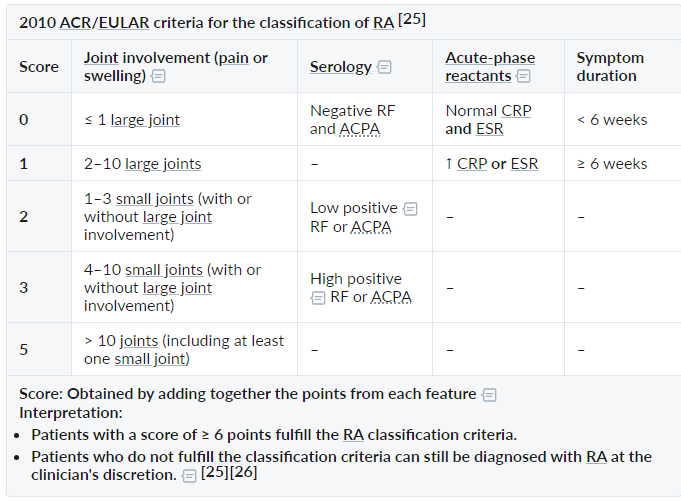 2010 ACR/EULAR criteria for the classification of RA [25]
Score
Joint involvement (pain or
swelling)
Serology
Acute-phase
reactants
Symptom
duration
0
≤ 1 large joint
Negative RF
and ACPA
Normal CRP
and ESR
< 6 weeks
1
2–10 large joints
–
↑ CRP or ESR
≥ 6 weeks
2
1–3 small joints (with or
without large joint
involvement)
Low positive
RF or ACPA
–
–
3
4–10 small joints (with or
without large joint
involvement)
High positive
RF or ACPA
–
–
5
> 10 joints (including at least
one small joint)
–
–
–
Score: Obtained by adding together the points from each feature
Interpretation:
• Patients with a score of ≥ 6 points fulfill the RA classification criteria.
• Patients who do not fulfill the classification criteria can still be diagnosed with RA at the
clinician's discretion. [25][26]